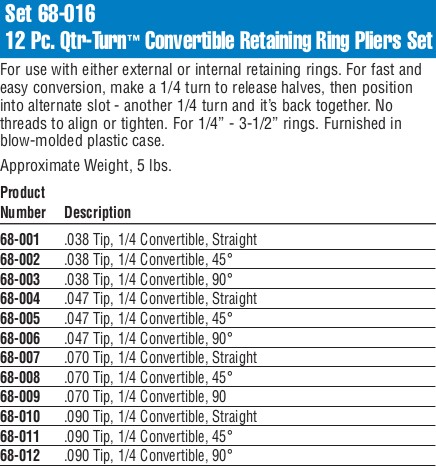 Set 68-016
12 Pc. Qtr-Turn™ Convertible Retaining Ring Pliers Set
For use with either external or internal retaining rings. For fast and
easy conversion, make a 1/4 turn to release halves, then position
into alternate slot - another 1/4 turn and it's back together. No
threads to align or tighten. For 1/4” - 3-1/2” rings. Furnished in
blow-molded plastic case.
Approximate Weight, 5 lbs.
Product
Number Description
68-001 .038 Tip, 1/4 Convertible, Straight
68-002 .038 Tip, 1/4 Convertible, 45°
68-003 .038 Tip, 1/4 Convertible, 90°
68-004 .047 Tip, 1/4 Convertible, Straight
68-005 .047 Tip, 1/4 Convertible, 45°
68-006 .047 Tip, 1/4 Convertible, 90°
68-007 .070 Tip, 1/4 Convertible, Straight
68-008 .070 Tip, 1/4 Convertible, 45°
68-009 .070 Tip, 1/4 Convertible, 90
68-010 .090 Tip, 1/4 Convertible, Straight
68-011 .090 Tip, 1/4 Convertible, 45°
68-012 .090 Tip, 1/4 Convertible, 90°